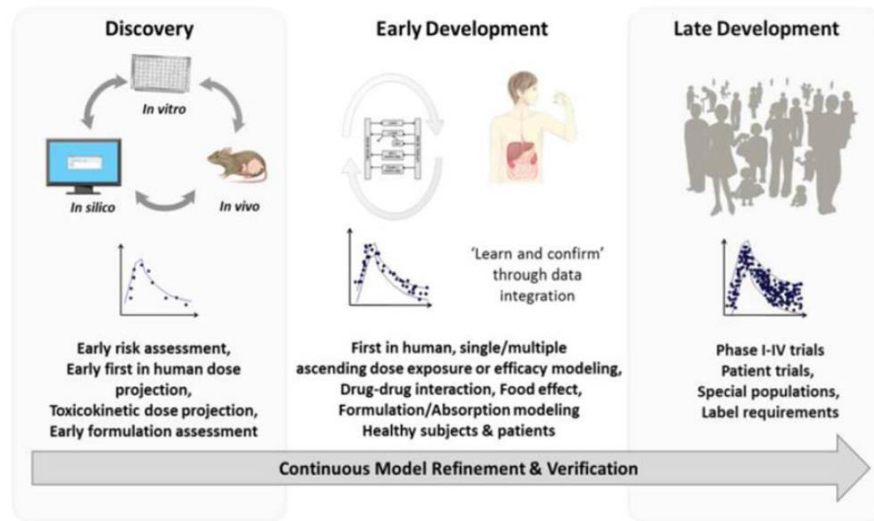 Discovery
In vitro
In silico
In vivo
Early risk assessment,
Early first in human dose
projection,
Toxicokinetic dose projection,
Early formulation assessment
Early Development
'Learn and confirm'
through data
integration
First in human, single/multiple
ascending dose exposure or efficacy modeling,
Drug-drug interaction, Food effect,
Formulation/Absorption modeling
Healthy subjects & patients
Late Development
Phase I-IV trials
Patient trials,
Special populations,
Label requirements
Continuous Model Refinement & Verification